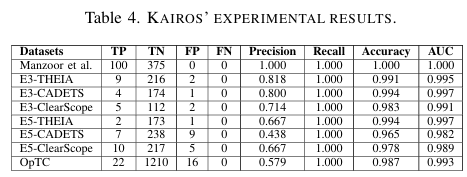 Table 4. KAIROS' EXPERIMENTAL RESULTS.
Datasets TP TN FP FN Precision Recall Accuracy AUC
Manzoor et al. 100 375 0 0 1.000 1.000 1.000 1.000
E3-THEIA 9 216 2 0 0.818 1.000 0.991 0.995
E3-CADETS 4 174 1 0 0.800 1.000 0.994 0.997
E3-ClearScope 5 112 2 0 0.714 1.000 0.983 0.991
E5-THEIA 2 173 1 0 0.667 1.000 0.994 0.997
E5-CADETS 7 238 9 0 0.438 1.000 0.965 0.982
E5-ClearScope 10 217 5 0 0.667 1.000 0.978 0.989
OpTC 22 1210 16 0 0.579 1.000 0.987 0.993